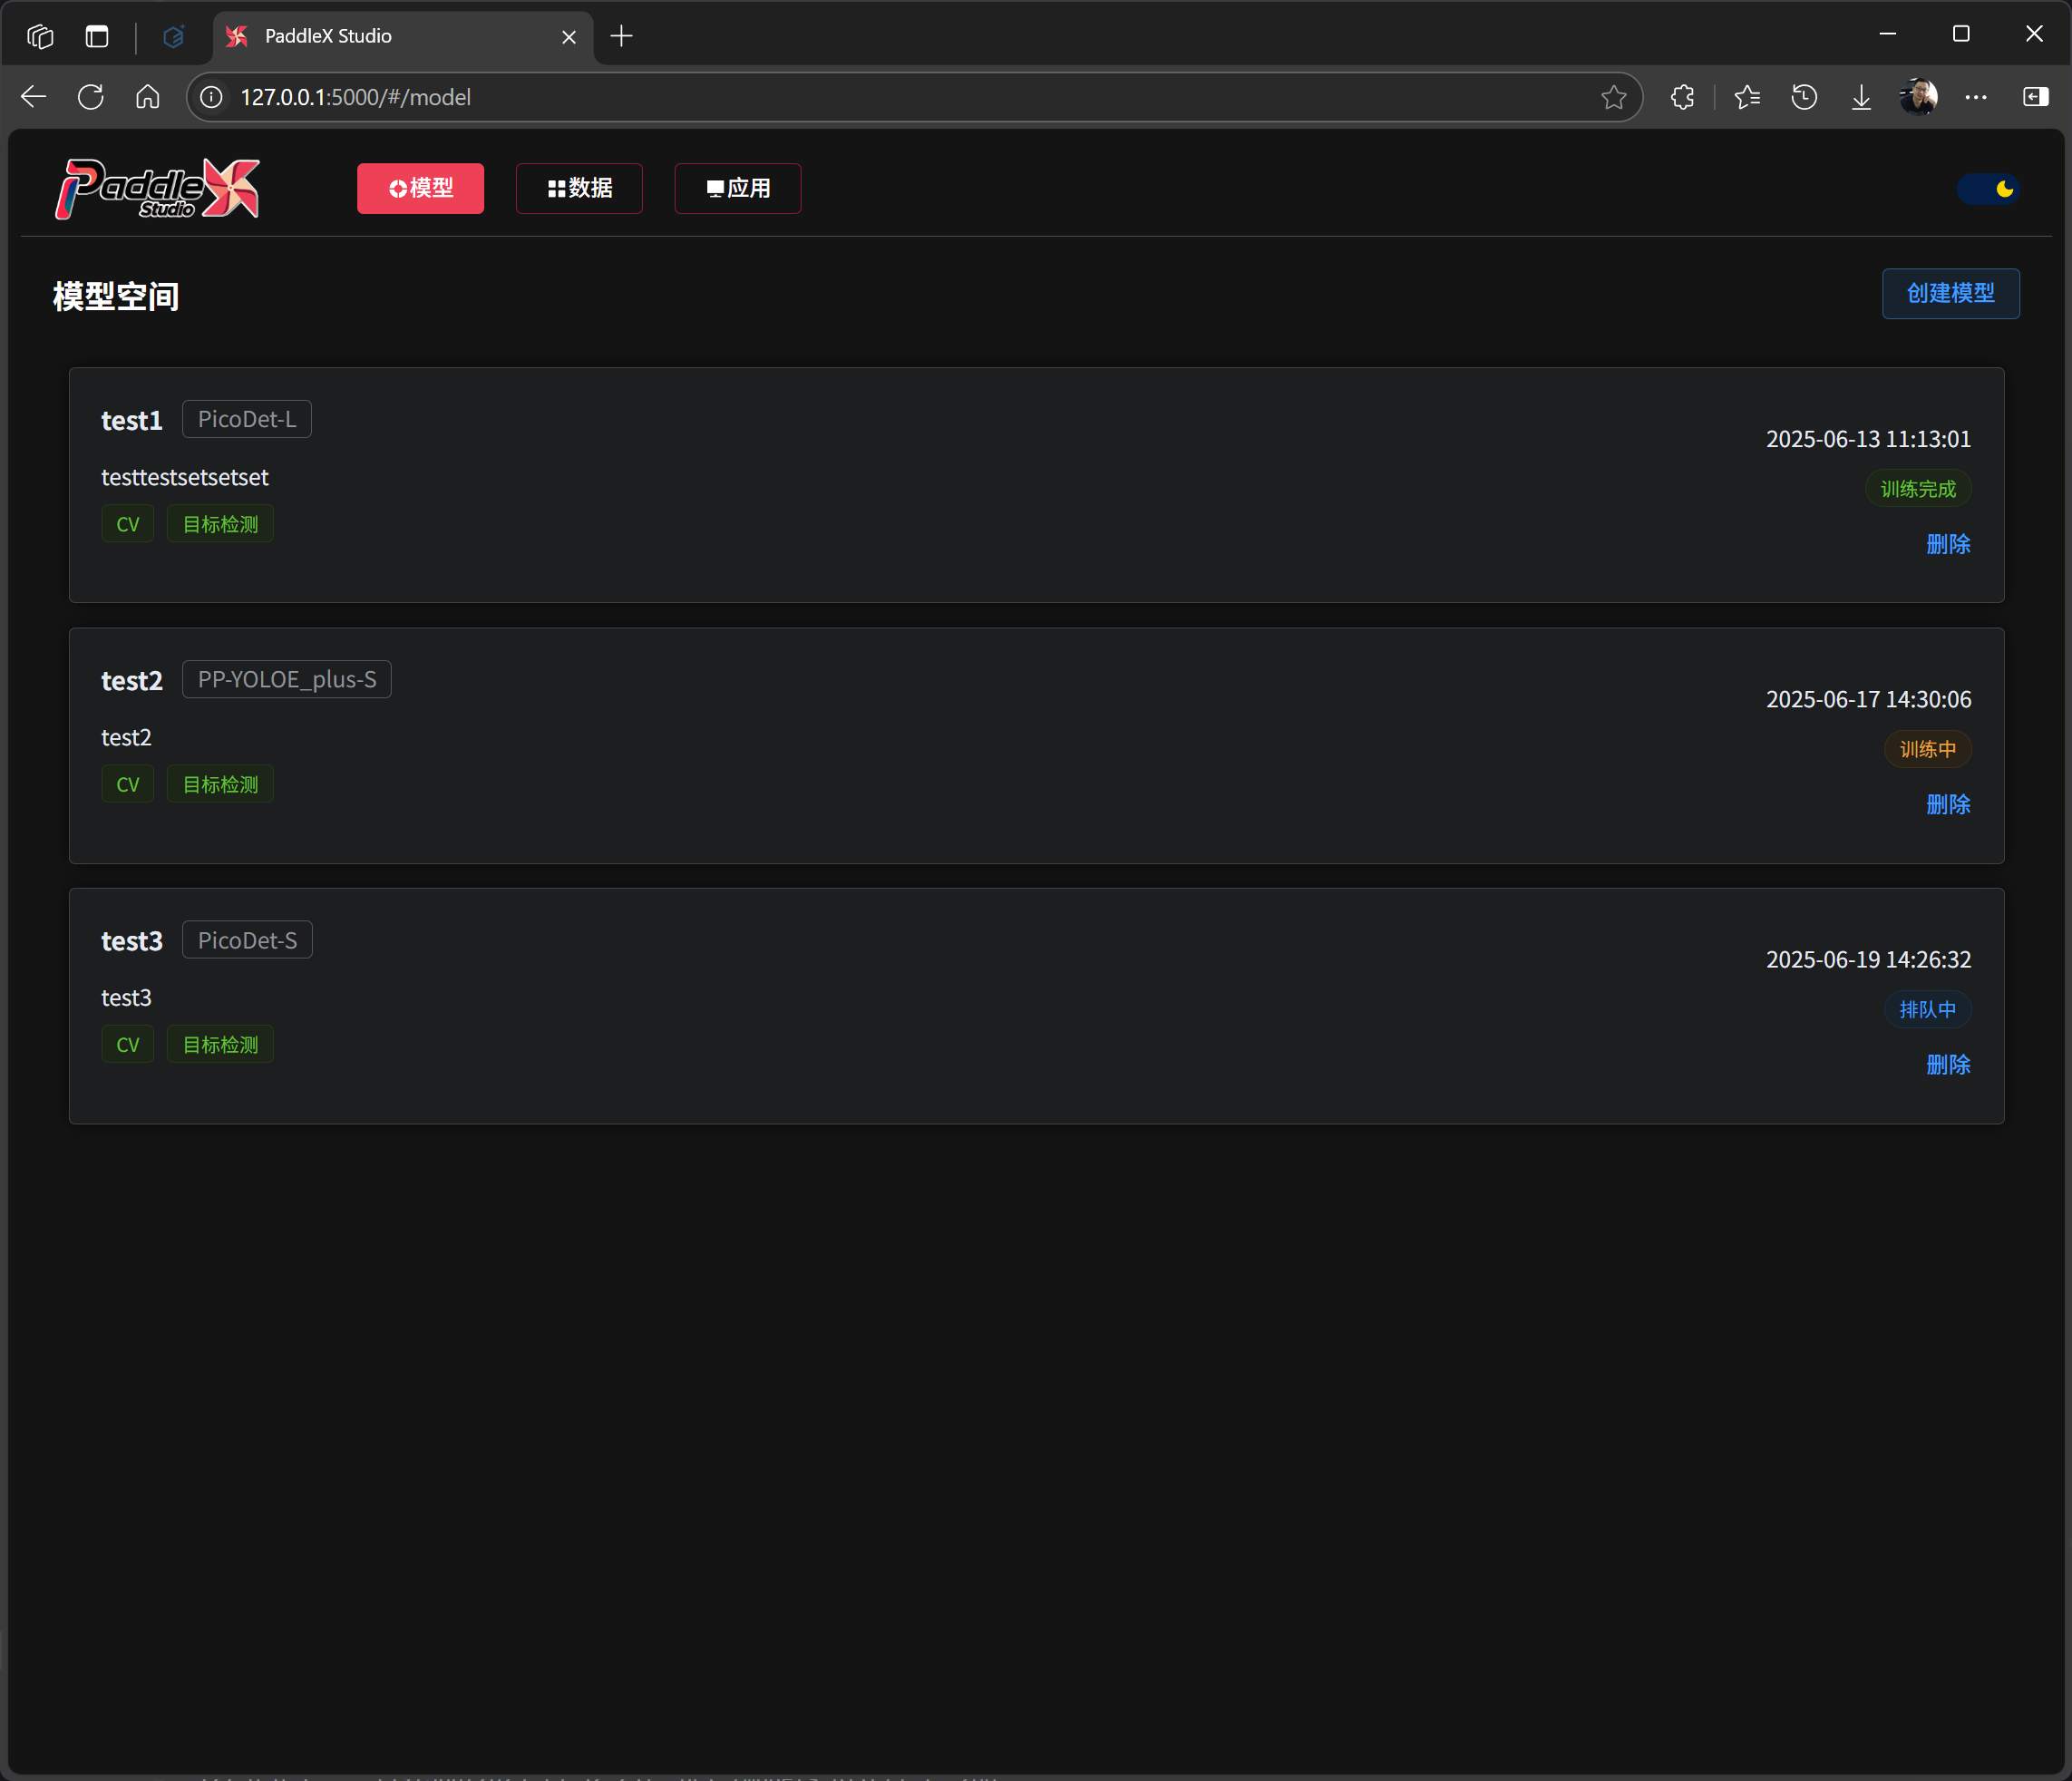 PaddleX Studio
127.0.0.1:5000/#/model
PaddleX Studio
模型
数据
应用
模型空间
创建模型
test1 PicoDet-L
2025-06-13 11:13:01
testtestsetsetset
训练完成
CV 目标检测
删除
test2 PP-YOLOE_plus-S
2025-06-17 14:30:06
test2
训练中
CV 目标检测
删除
test3 PicoDet-S
2025-06-19 14:26:32
test3
排队中
CV 目标检测
删除